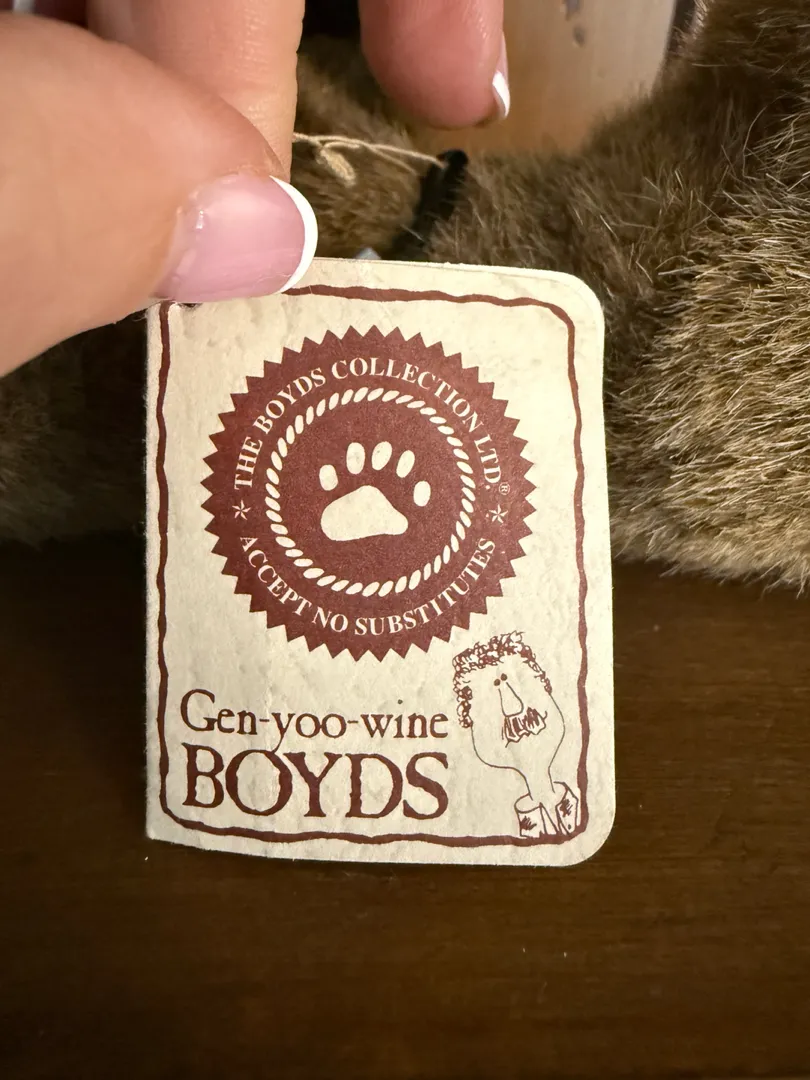 THE BOYDS COLLECTION LTD.®
ACCEPT NO SUBSTITUTES
Gen-yoo-wine
BOYDS